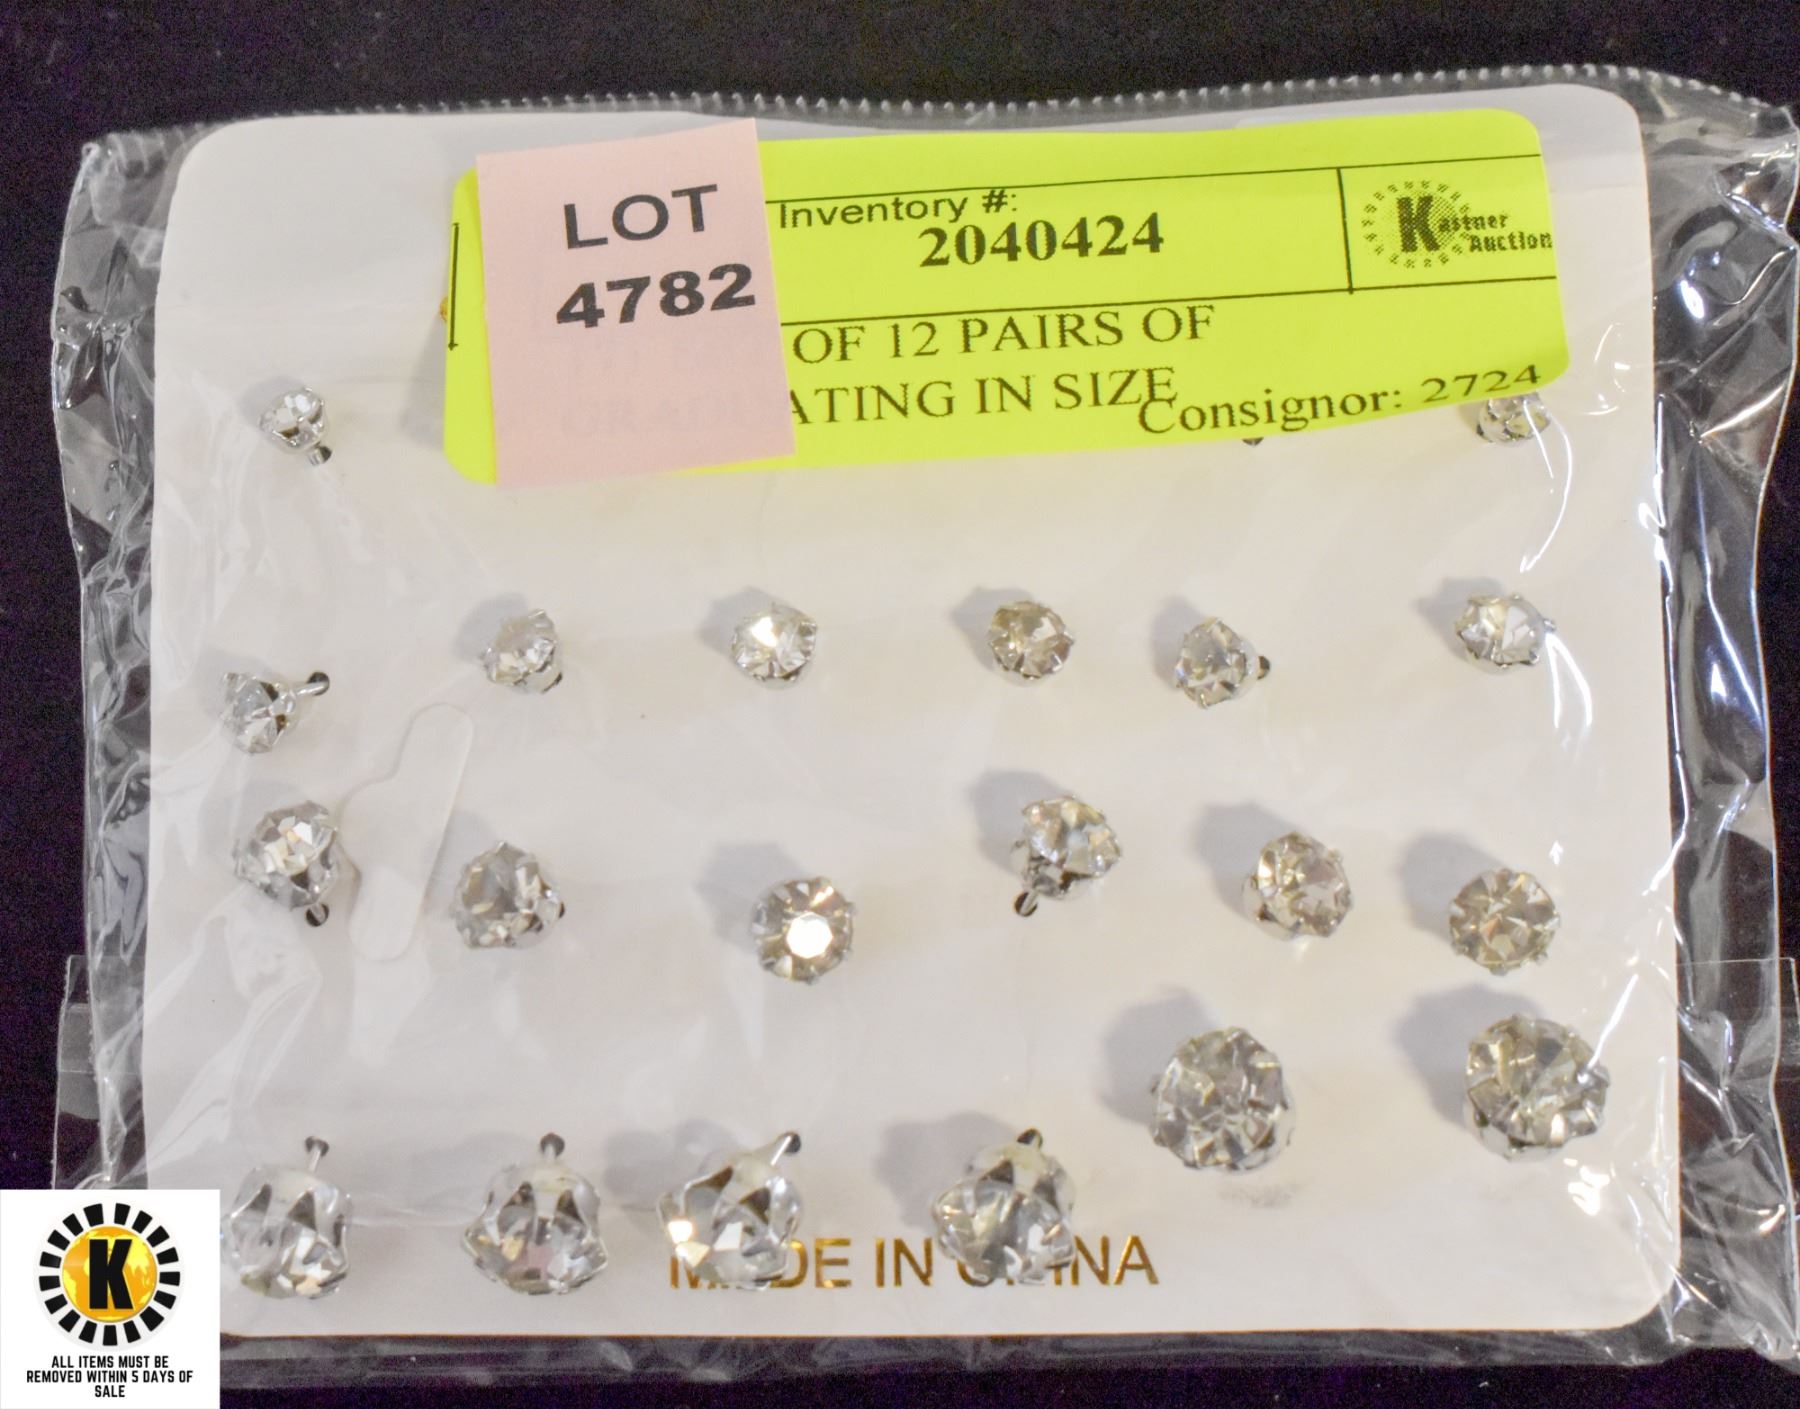 LOT
4782
Inventory #:
2040424
Kastner
Auction
OF 12 PAIRS OF
ATING IN SIZE
Consignor: 2724
MADE IN CHINA
K
ALL ITEMS MUST BE
REMOVED WITHIN 5 DAYS OF
SALE